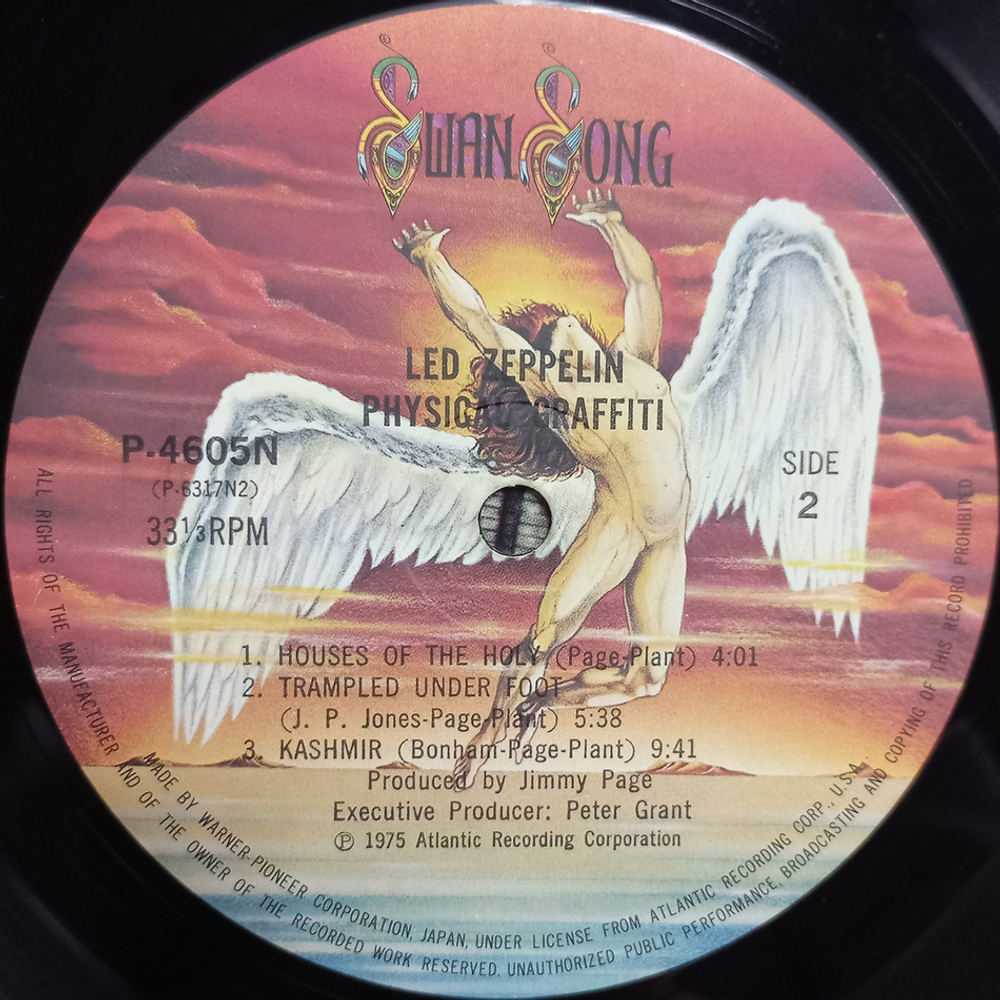 SWAN SONG
LED ZEPPELIN
PHYSICAL GRAFFITI
P-4605N
(P-6317N2)
33⅓RPM
SIDE
2
1. HOUSES OF THE HOLY (Page-Plant) 4:01
2. TRAMPLED UNDER FOOT
(J. P. Jones-Page-Plant) 5:38
3. KASHMIR (Bonham-Page-Plant) 9:41
Produced by Jimmy Page
Executive Producer: Peter Grant
Ⓟ 1975 Atlantic Recording Corporation
MADE BY WARNER-PIONEER CORPORATION, JAPAN, UNDER LICENSE FROM ATLANTIC RECORDING CORP., U.S.A.
ALL RIGHTS OF THE MANUFACTURER AND OF THE OWNER OF THE RECORDED WORK RESERVED. UNAUTHORIZED PUBLIC PERFORMANCE, BROADCASTING AND COPYING OF THIS RECORD PROHIBITED